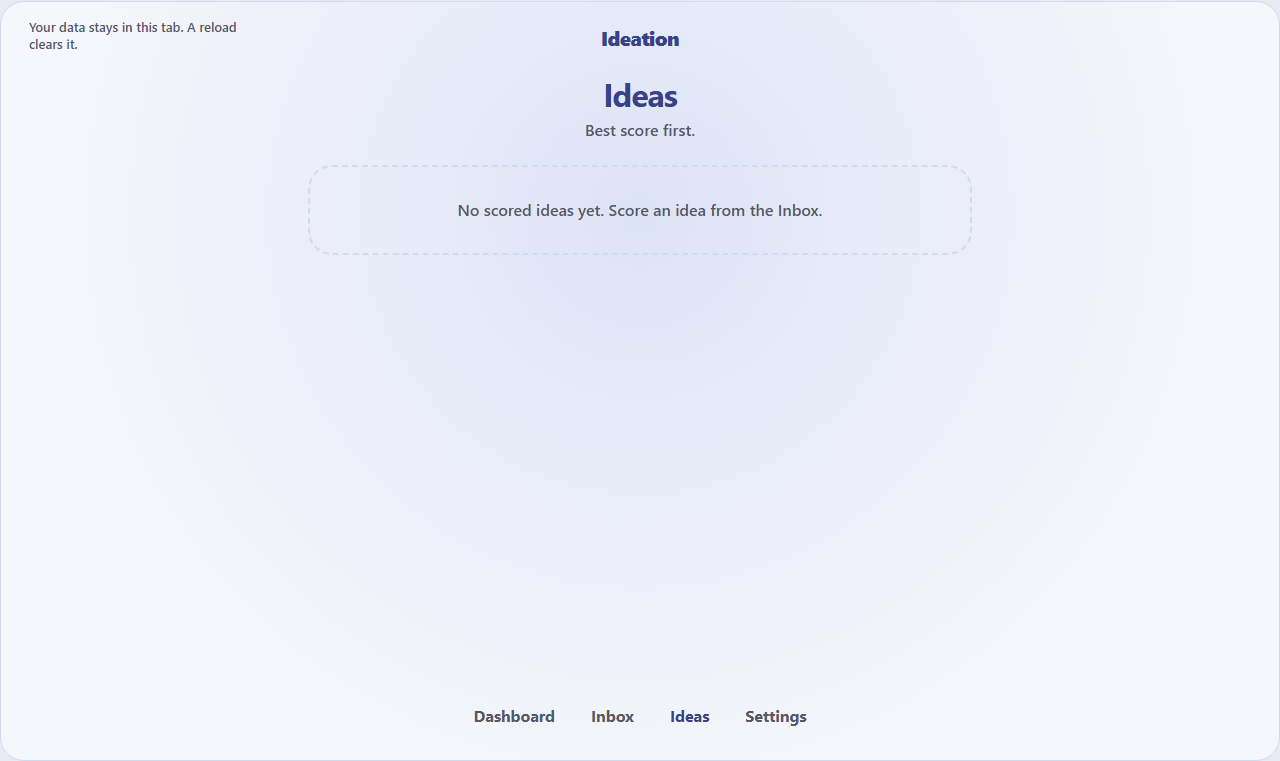 Your data stays in this tab. A reload
clears it.
Ideation
Ideas
Best score first.
No scored ideas yet. Score an idea from the Inbox.
Dashboard
Inbox
Ideas
Settings